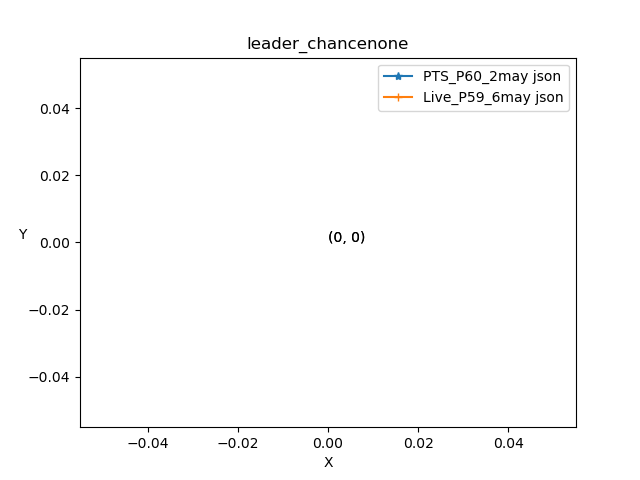 leader_chancenone
PTS_P60_2may json
Live_P59_6may json
0.04
0.02
Y
0.00
(0, 0)
−0.02
−0.04
−0.04
−0.02
0.00
0.02
0.04
X